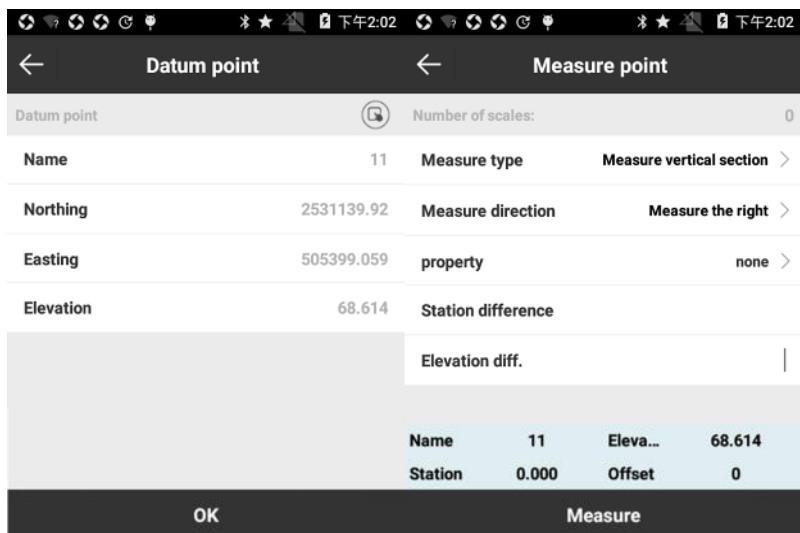 下午2:02
Datum point
Datum point
Name 11
Northing 2531139.92
Easting 505399.059
Elevation 68.614
OK
下午2:02
Measure point
Number of scales: 0
Measure type Measure vertical section
Measure direction Measure the right
property none
Station difference
Elevation diff.
Name 11 Eleva... 68.614
Station 0.000 Offset 0
Measure